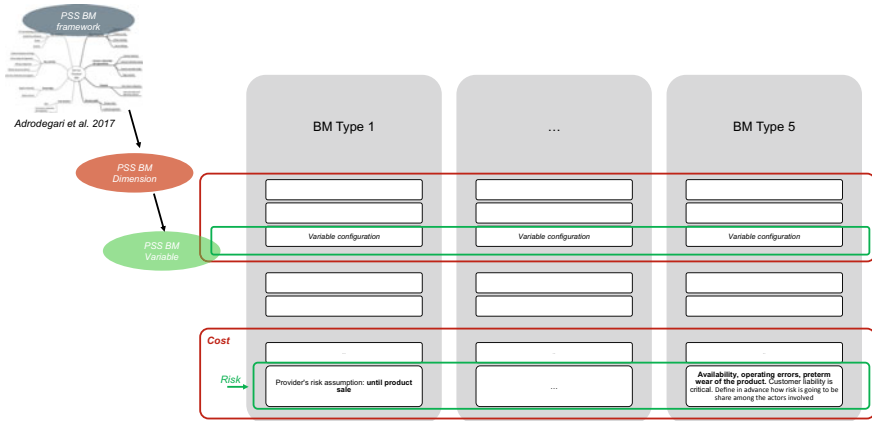 PSS BM
framework
Adrodegari et al. 2017
BM Type 1
...
BM Type 5
PSS BM
Dimension
PSS BM
Variable
Variable configuration
Variable configuration
Variable configuration
Cost
Risk
Provider's risk assumption: until product
sale
...
Availability, operating errors, preterm
wear of the product. Customer liability is
critical. Define in advance how risk is going to be
share among the actors involved